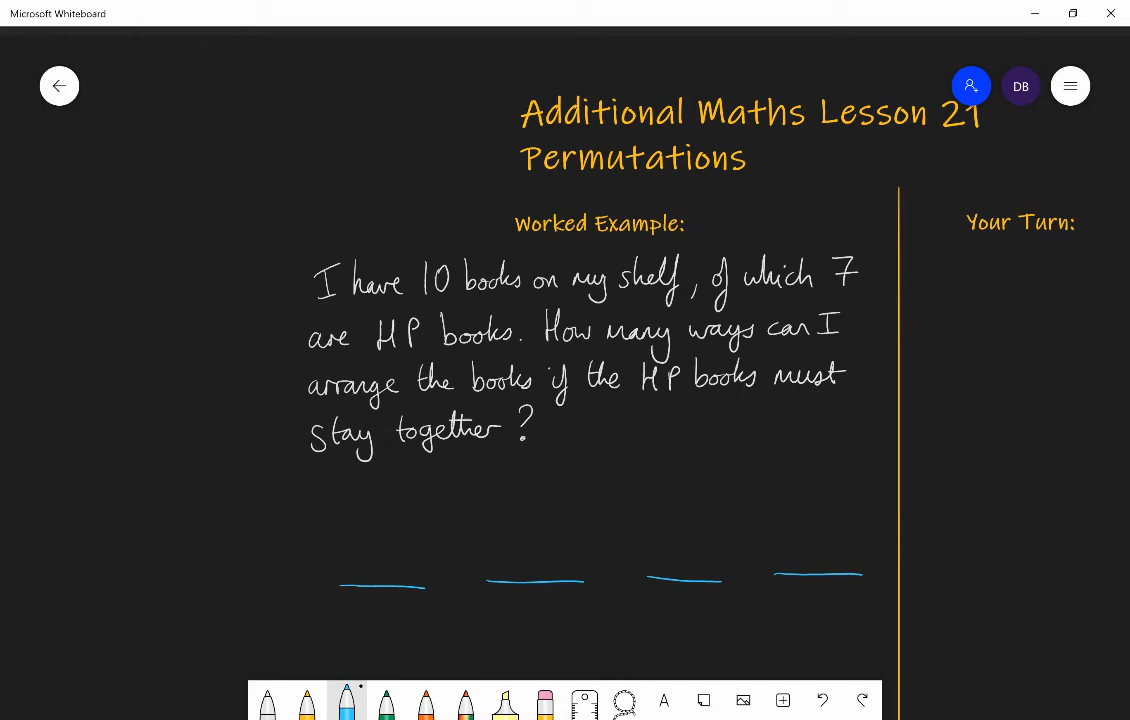 Microsoft Whiteboard
DB
Additional Maths Lesson 21
Permutations
Worked Example:
Your Turn:
I have 10 books on my shelf, of which 7
are HP books. How many ways can I
arrange the books if the HP books must
stay together?
A